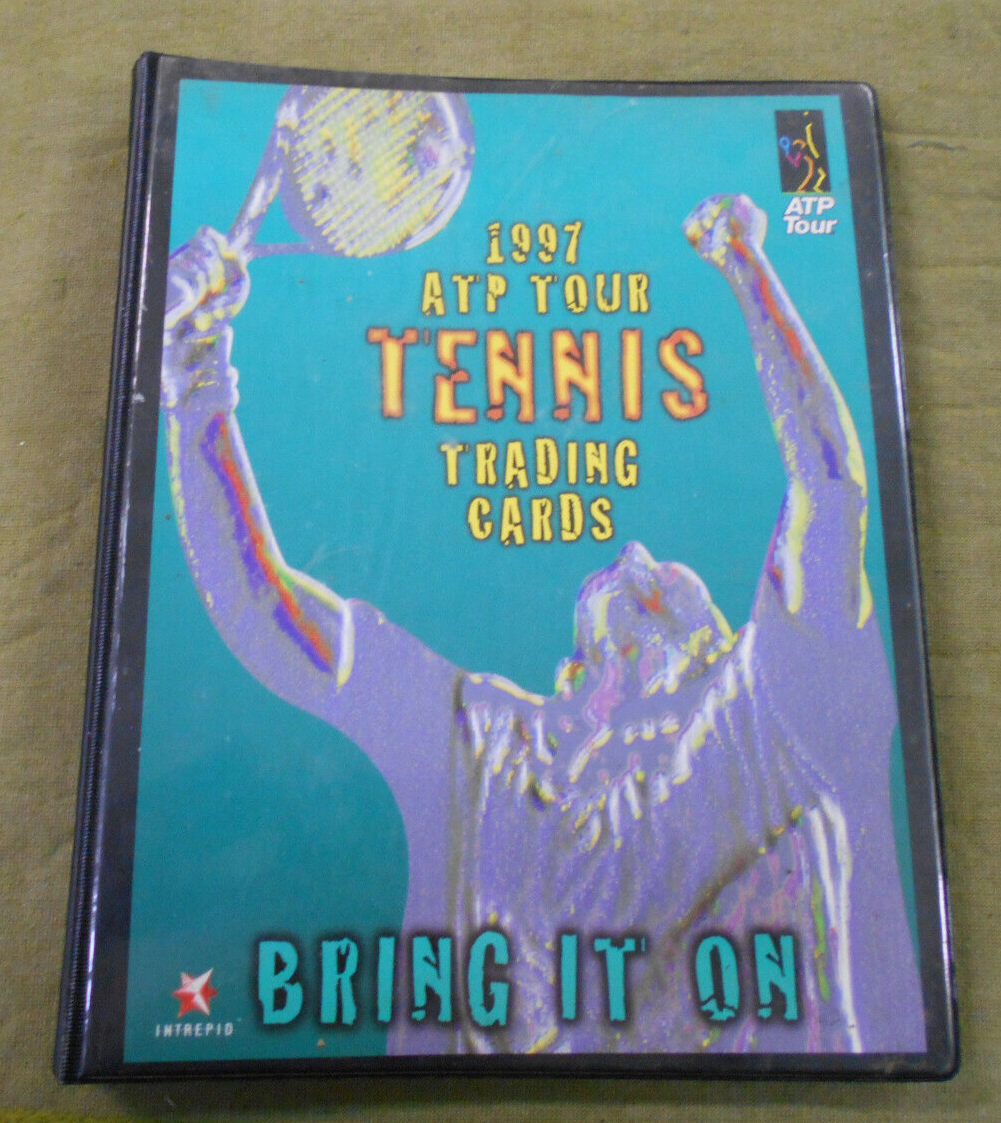 ATP
Tour
1997
ATP TOUR
TENNIS
TRADING
CARDS
BRING IT ON
INTREPID